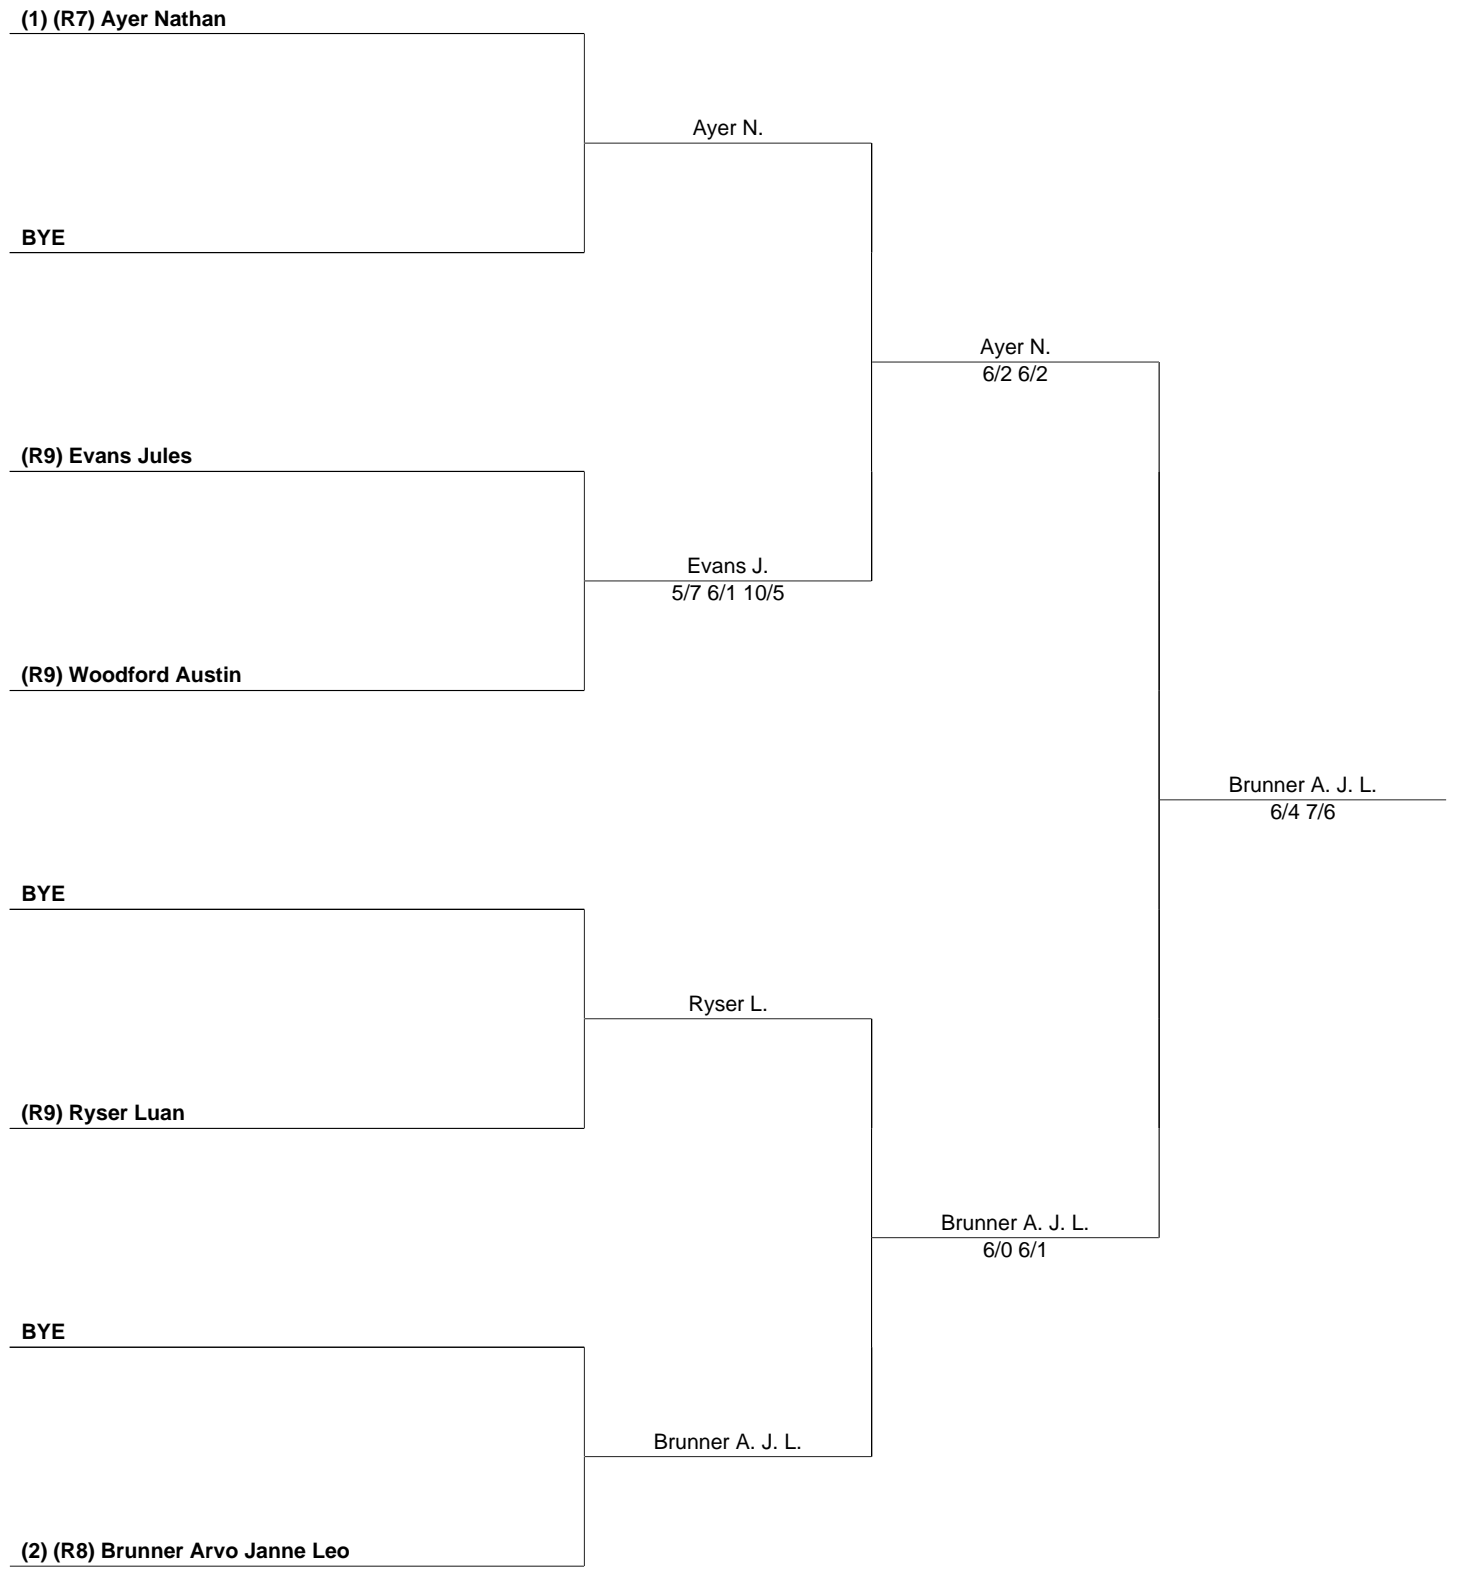 (1) (R7) Ayer Nathan
Ayer N.
BYE
Ayer N.
6/2 6/2
(R9) Evans Jules
Evans J.
5/7 6/1 10/5
(R9) Woodford Austin
Brunner A. J. L.
6/4 7/6
BYE
Ryser L.
(R9) Ryser Luan
Brunner A. J. L.
6/0 6/1
BYE
Brunner A. J. L.
(2) (R8) Brunner Arvo Janne Leo